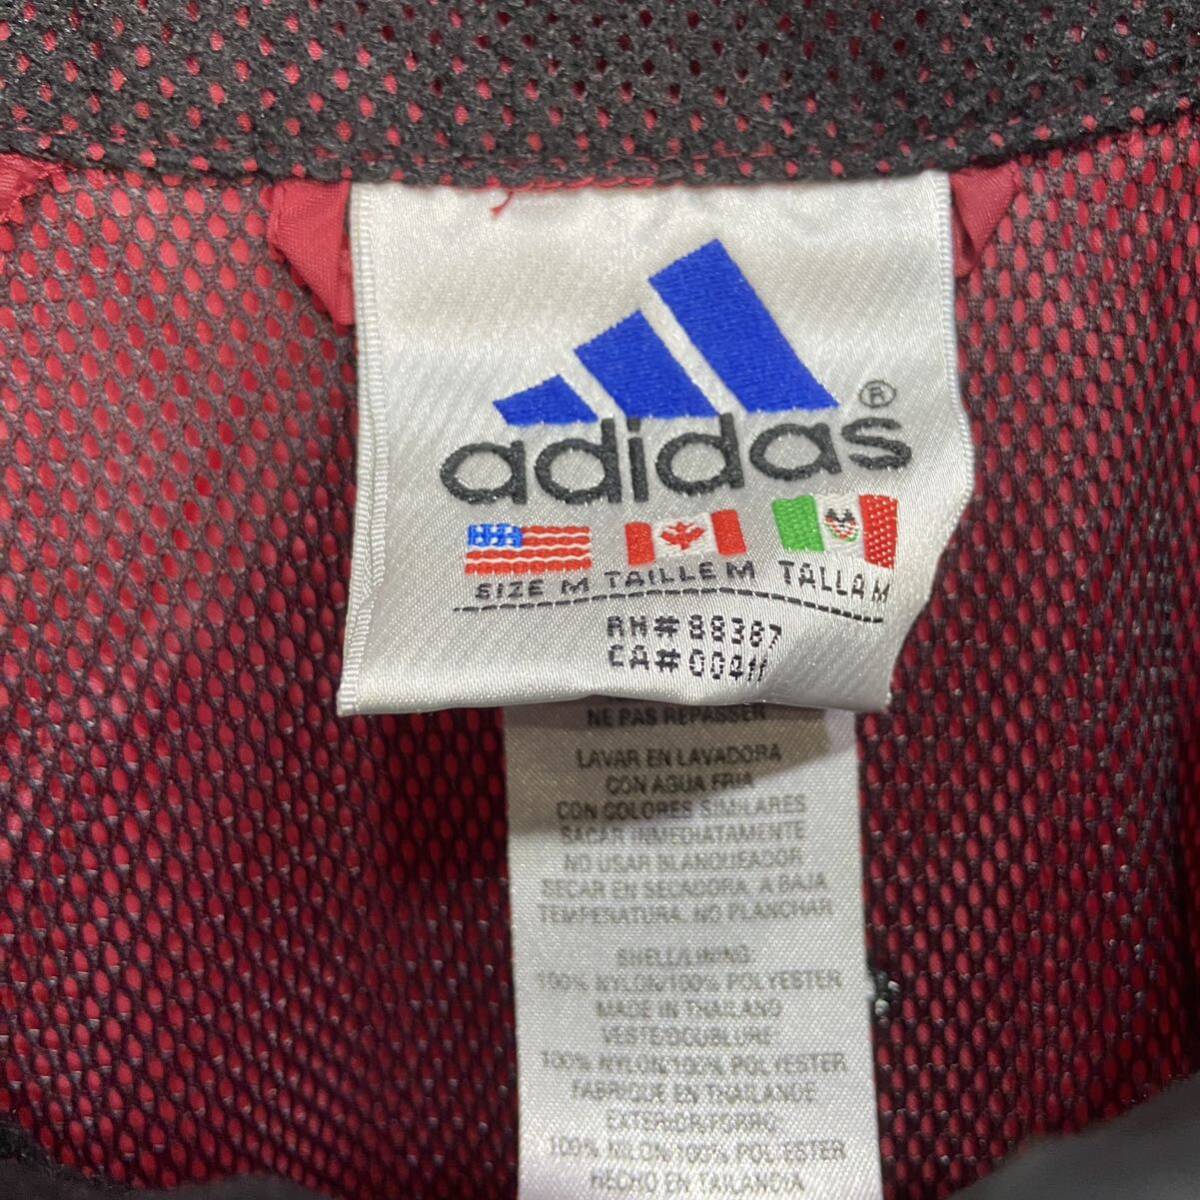 adidas®
SIZE M TAILLE M TALLA M
RN# 88387
CA# 00411
NE PAS REPASSER
LAVAR EN LAVADORA
CON AGUA FRIA
CON COLORES SIMILARES
SACAR INMEDIATAMENTE
NO USAR BLANQUEADOR
SECAR EN SECADORA, A BAJA
TEMPERATURA. NO PLANCHAR
SHELL/LINING:
100% NYLON/100% POLYESTER
MADE IN THAILAND
VESTE/DOUBLURE:
100% NYLON/100% POLYESTER
FABRIQUE EN THAILANDE
EXTERIOR/FORRO:
100% NILON/100% POLYESTER
HECHO EN TAILANDIA